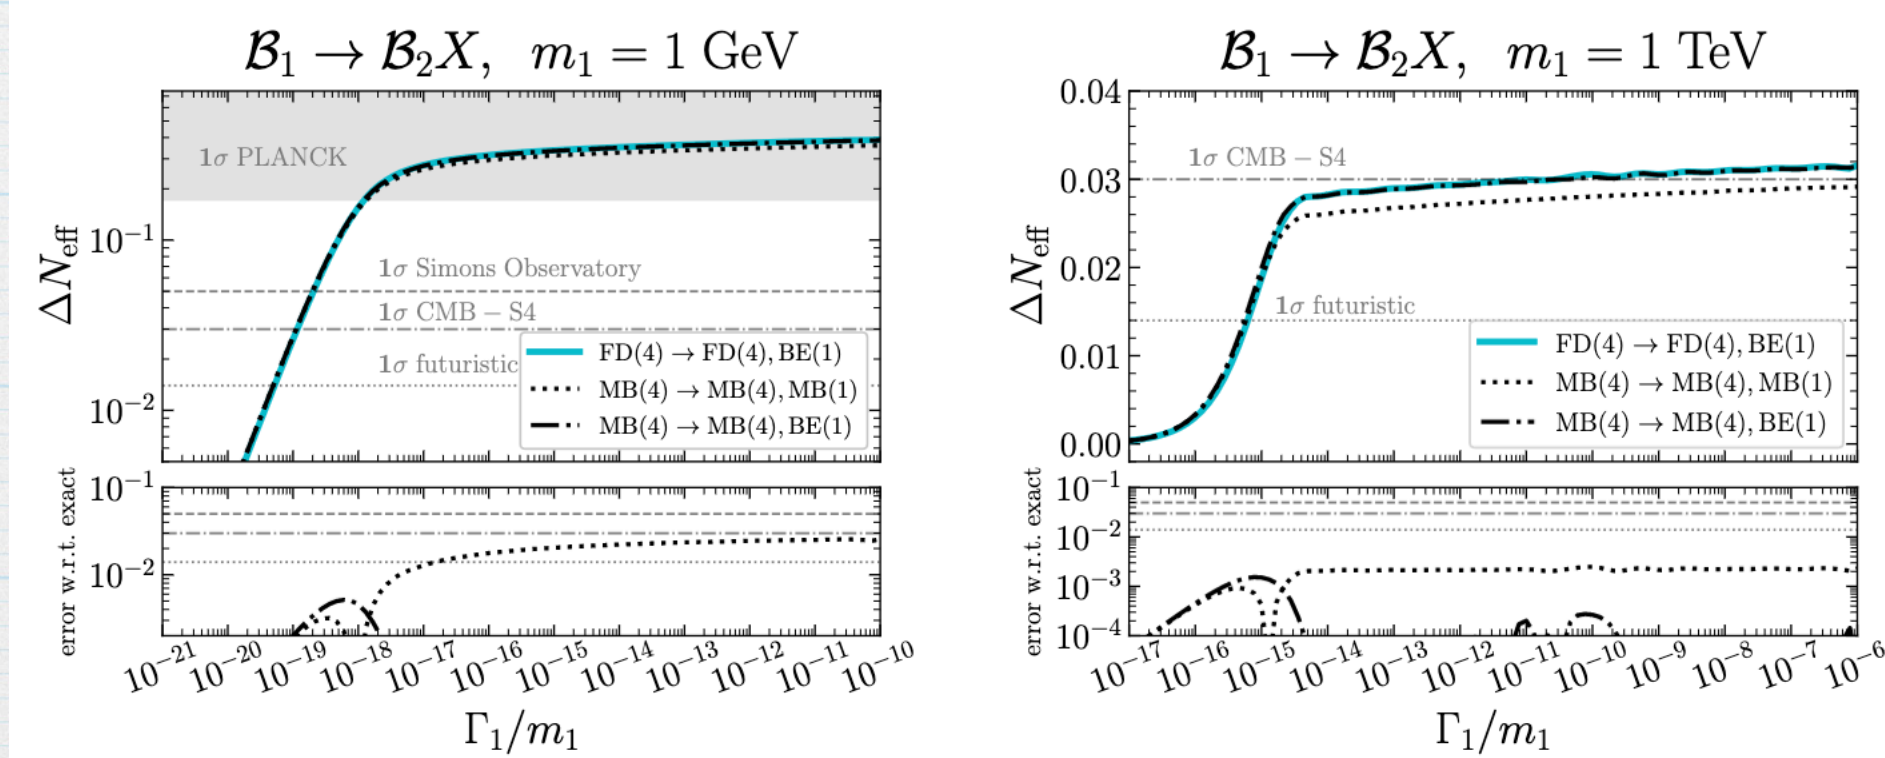 𝓑₁ → 𝓑₂X, m₁ = 1 GeV
ΔN_eff
10⁻¹
10⁻²
1σ PLANCK
1σ Simons Observatory
1σ CMB − S4
1σ futuristic
FD(4) → FD(4), BE(1)
MB(4) → MB(4), MB(1)
MB(4) → MB(4), BE(1)
error w.r.t. exact
10⁻¹
10⁻²
10⁻²¹ 10⁻²⁰ 10⁻¹⁹ 10⁻¹⁸ 10⁻¹⁷ 10⁻¹⁶ 10⁻¹⁵ 10⁻¹⁴ 10⁻¹³ 10⁻¹² 10⁻¹¹ 10⁻¹⁰
Γ₁/m₁
𝓑₁ → 𝓑₂X, m₁ = 1 TeV
ΔN_eff
0.04
0.03
0.02
0.01
0.00
1σ CMB − S4
1σ futuristic
FD(4) → FD(4), BE(1)
MB(4) → MB(4), MB(1)
MB(4) → MB(4), BE(1)
error w.r.t. exact
10⁻¹
10⁻²
10⁻³
10⁻⁴
10⁻¹⁷ 10⁻¹⁶ 10⁻¹⁵ 10⁻¹⁴ 10⁻¹³ 10⁻¹² 10⁻¹¹ 10⁻¹⁰ 10⁻⁹ 10⁻⁸ 10⁻⁷ 10⁻⁶
Γ₁/m₁